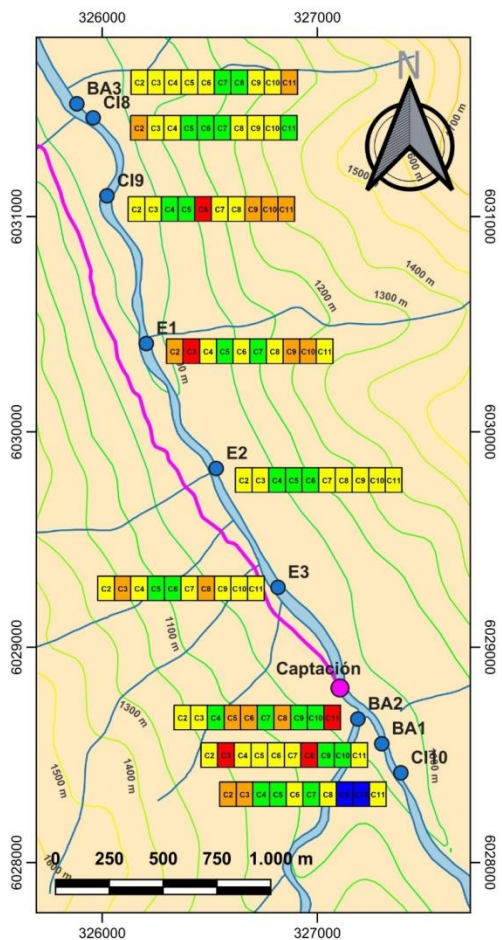 326000 327000
N
BA3
C2 C3 C4 C5 C6 C7 C8 C9 C10 C11
CI8
C2 C3 C4 C5 C6 C7 C8 C9 C10 C11
1500 m
6031000
6031000
CI9
C2 C3 C4 C5 C6 C7 C8 C9 C10 C11
1400 m
1200 m
1300 m
E1
C2 C3 C4 C5 C6 C7 C8 C9 C10 C11
6030000
6030000
E2
C2 C3 C4 C5 C6 C7 C8 C9 C10 C11
E3
C2 C3 C4 C5 C6 C7 C8 C9 C10 C11
1100 m
6029000
6029000
Captación
1300 m
BA2
C2 C3 C4 C5 C6 C7 C8 C9 C10 C11
BA1
C2 C3 C4 C5 C6 C7 C8 C9 C10 C11
CI10
1500 m
1400 m
C2 C3 C4 C5 C6 C7 C8 C9 C10 C11
6028000
6028000
0 250 500 750 1.000 m
326000 327000